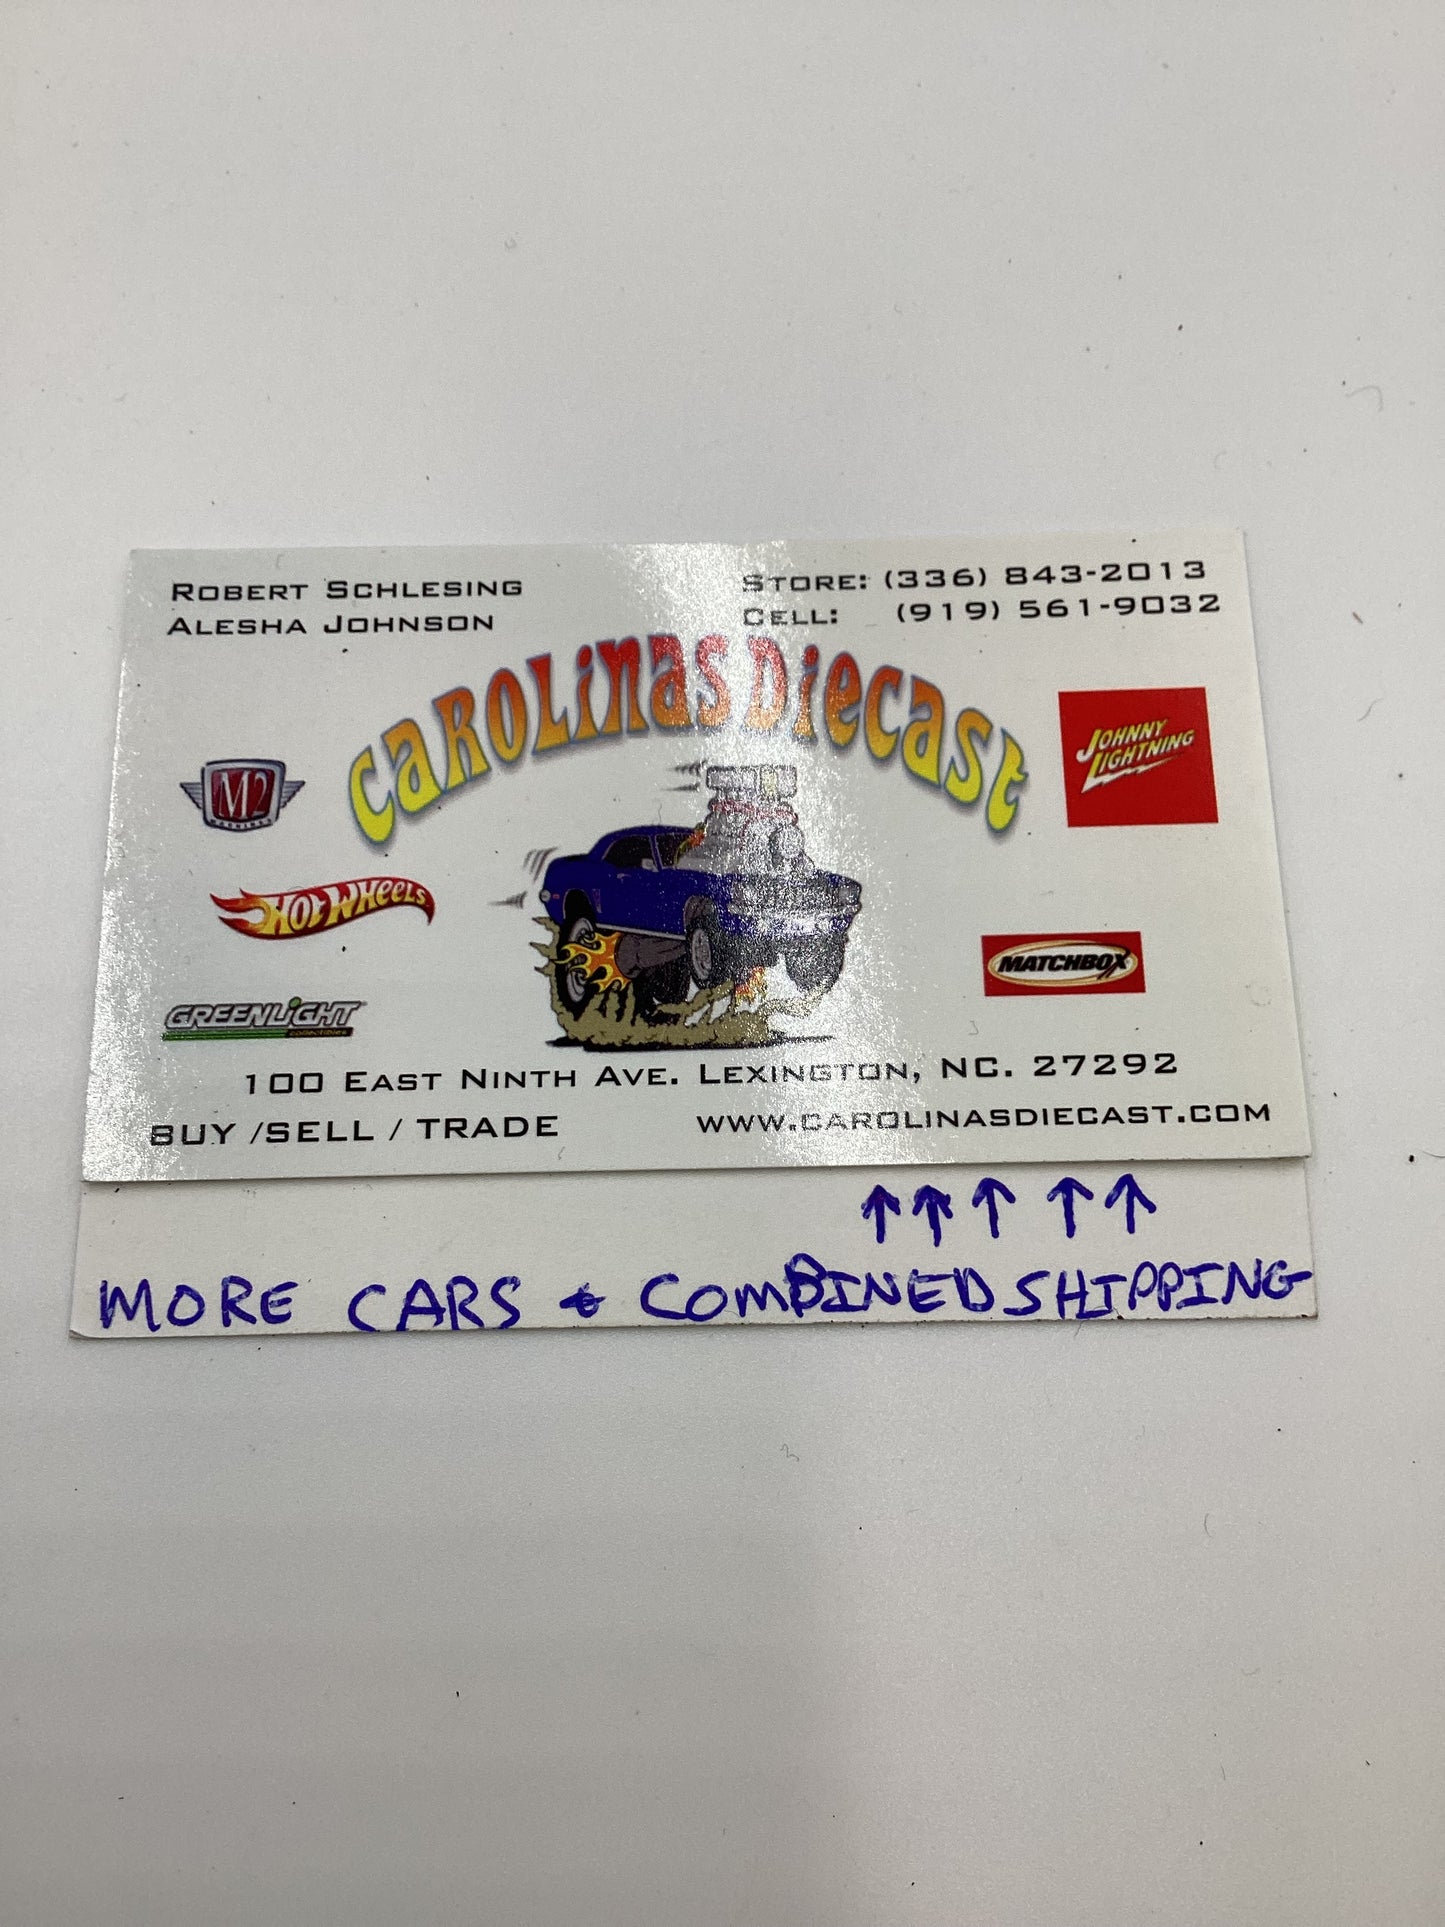 ROBERT SCHLESING
ALESHA JOHNSON
STORE: (336) 843-2013
CELL: (919) 561-9032
CAROLINAS DIECAST
M2
MACHINES
JOHNNY
LIGHTNING
HOT WHEELS
MATCHBOX
GREENLIGHT
collectibles
100 EAST NINTH AVE. LEXINGTON, NC. 27292
BUY /SELL / TRADE
WWW.CAROLINASDIECAST.COM
↑ ↑ ↑ ↑ ↑
MORE CARS & COMBINED SHIPPING